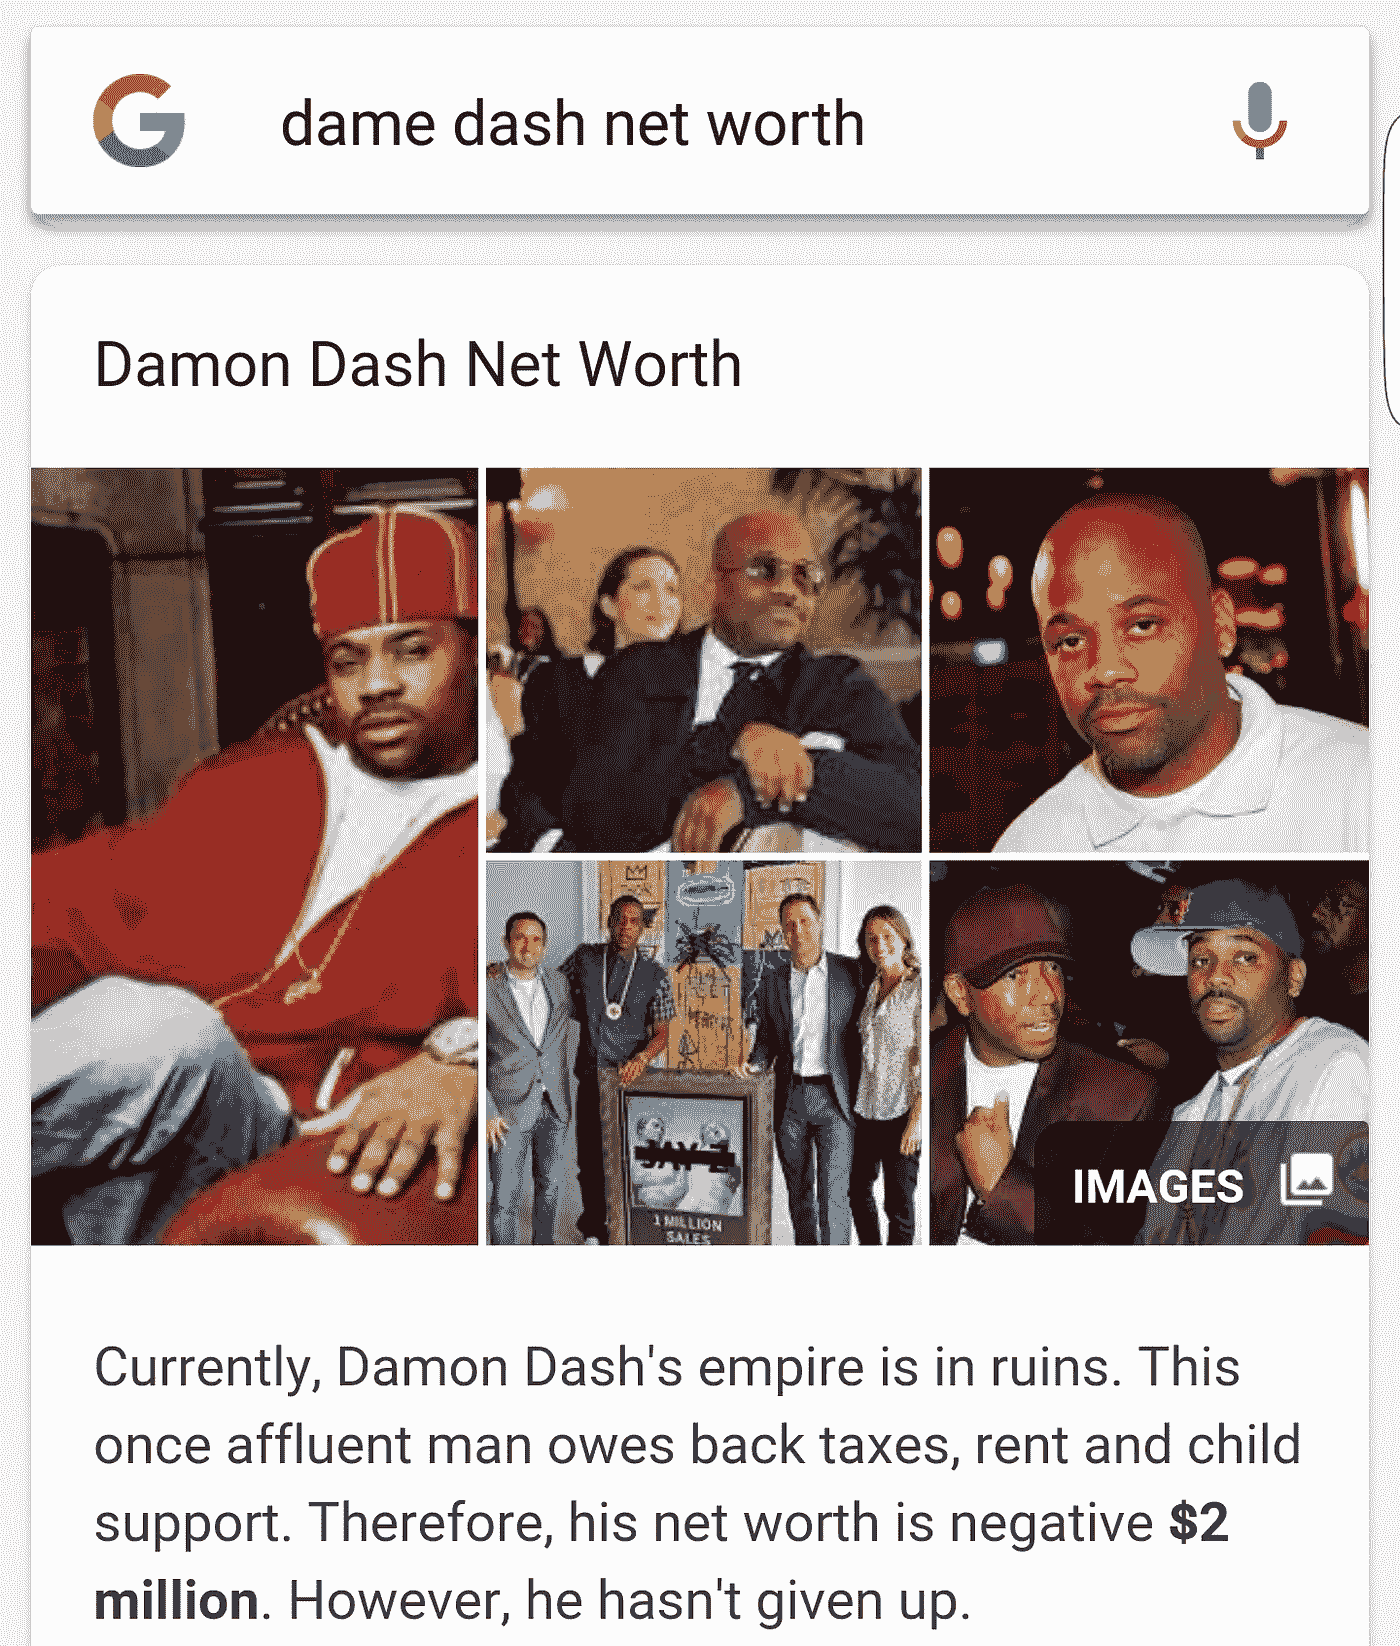 G dame dash net worth
Damon Dash Net Worth
JAY-Z
1 MILLION
SALES
IMAGES
Currently, Damon Dash's empire is in ruins. This
once affluent man owes back taxes, rent and child
support. Therefore, his net worth is negative $2
million. However, he hasn't given up.